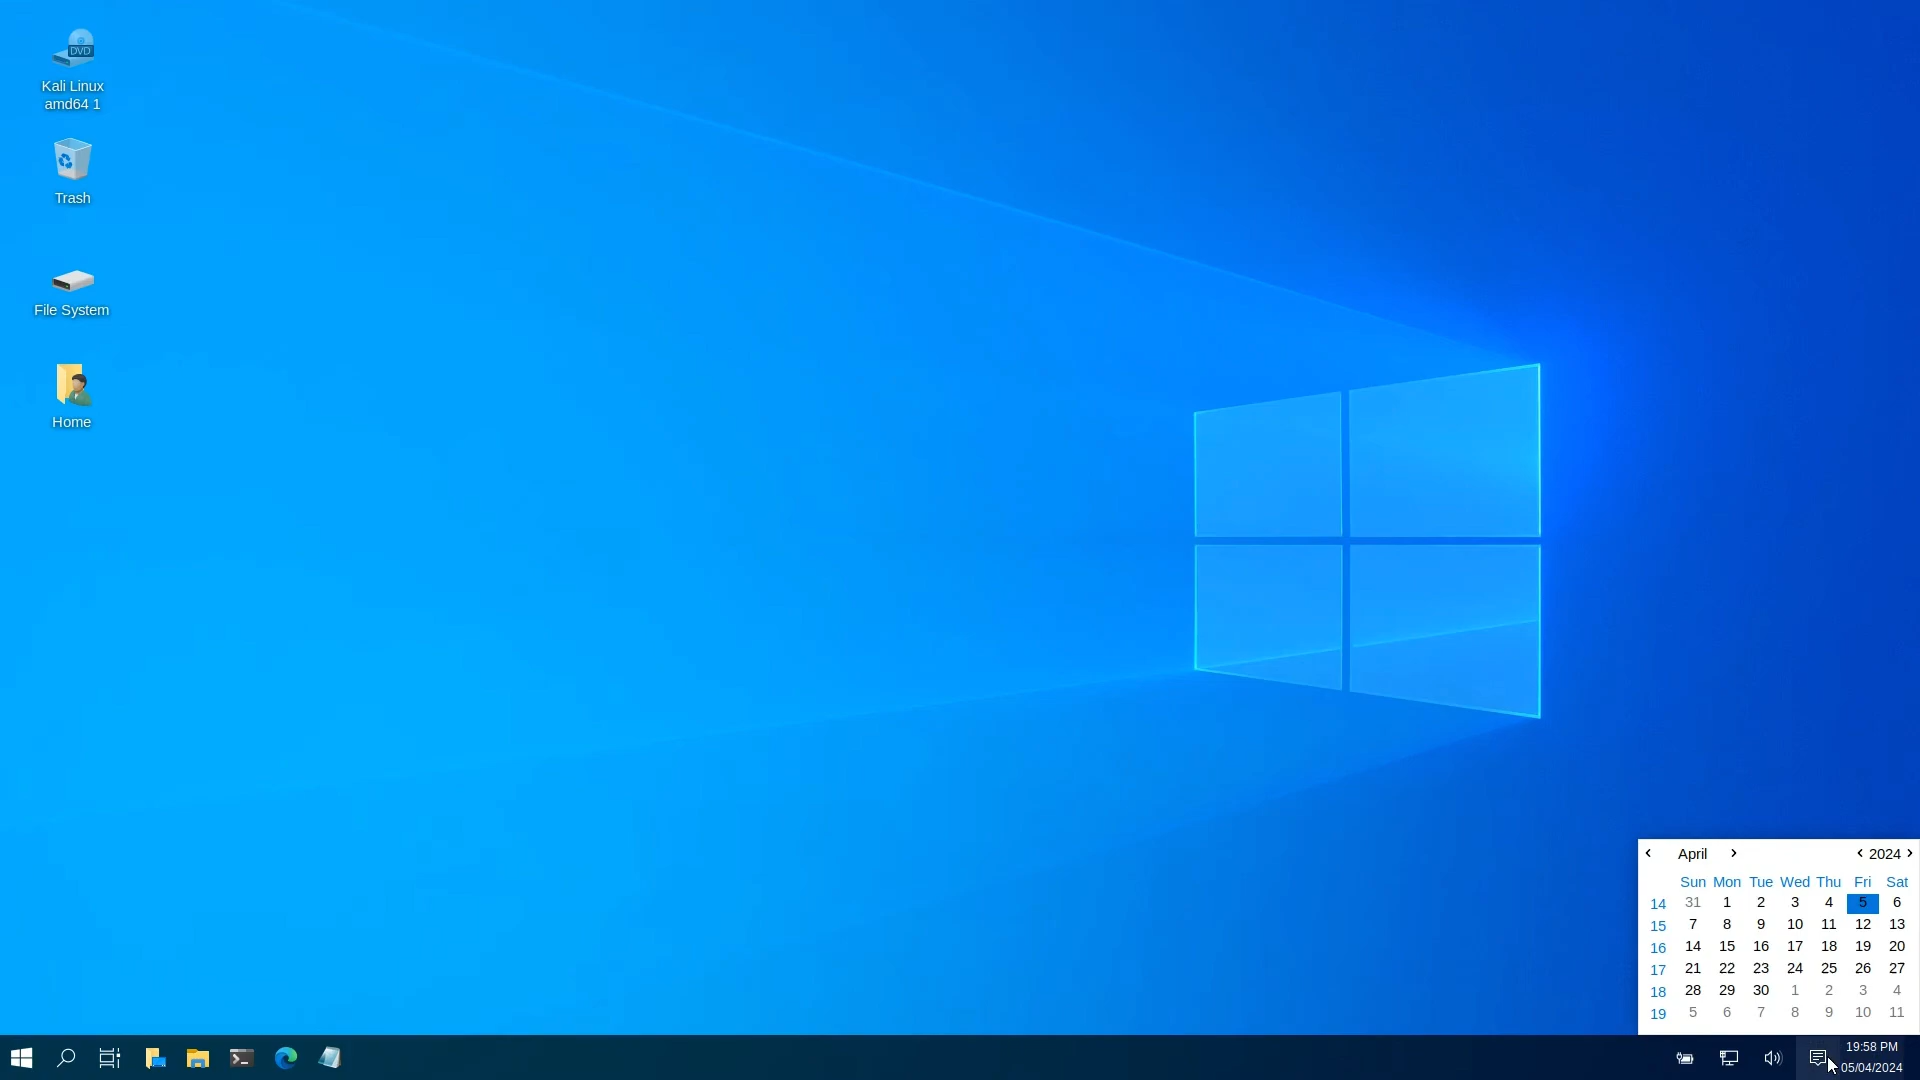 DVD
Kali Linux
amd64 1
Trash
File System
Home
April 2024
Sun Mon Tue Wed Thu Fri Sat
14 31 1 2 3 4 5 6
15 7 8 9 10 11 12 13
16 14 15 16 17 18 19 20
17 21 22 23 24 25 26 27
18 28 29 30 1 2 3 4
19 5 6 7 8 9 10 11
19:58 PM
05/04/2024